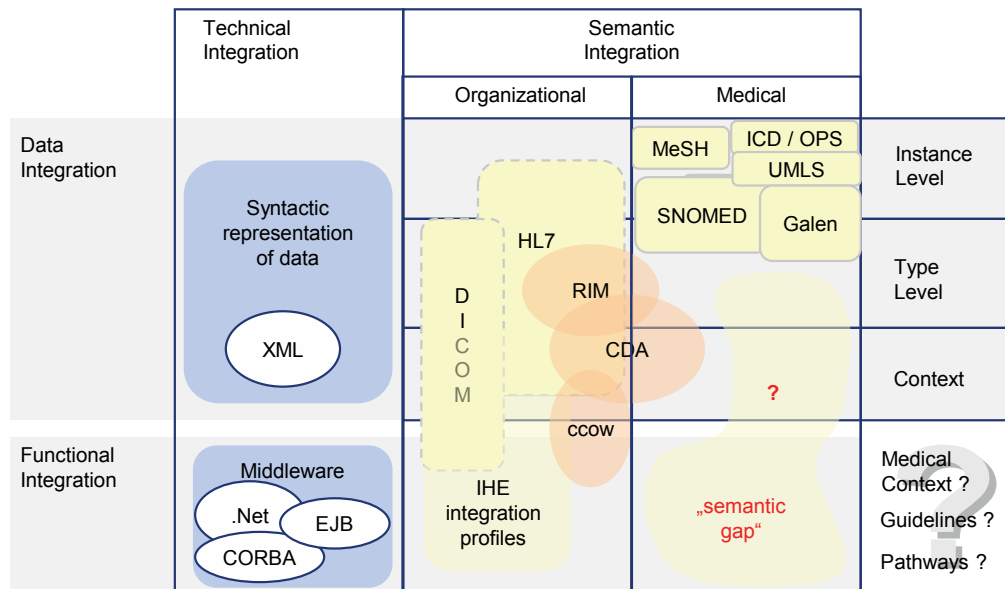 Technical
Integration
Semantic
Integration
Organizational
Medical
Data
Integration
Syntactic
representation
of data
XML
HL7
D
I
C
O
M
RIM
CDA
ccow
MeSH
ICD / OPS
UMLS
SNOMED
Galen
?
Instance
Level
Type
Level
Context
Functional
Integration
Middleware
.Net
EJB
CORBA
IHE
integration
profiles
„semantic
gap“
?
Medical
Context ?
Guidelines ?
Pathways ?